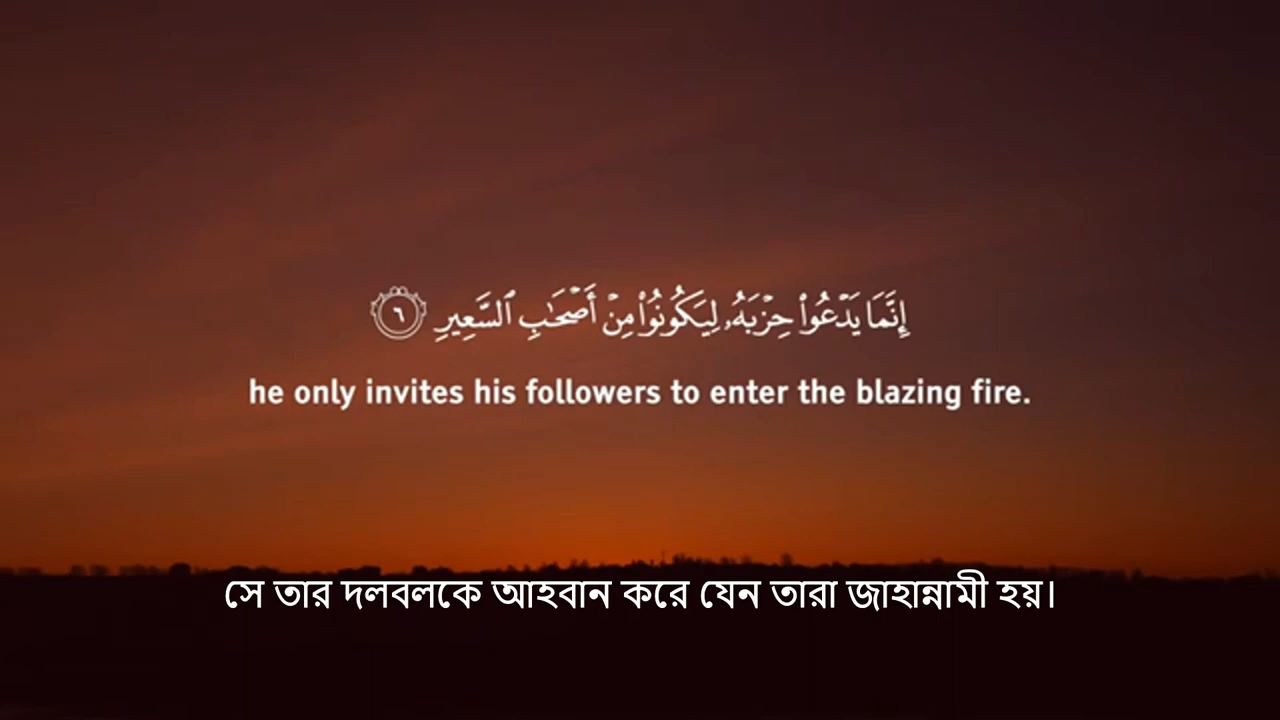 إِنَّمَا يَدْعُوا۟ حِزْبَهُۥ لِيَكُونُوا۟ مِنْ أَصْحَـٰبِ ٱلسَّعِيرِ ٦
he only invites his followers to enter the blazing fire.
সে তার দলবলকে আহবান করে যেন তারা জাহান্নামী হয়।